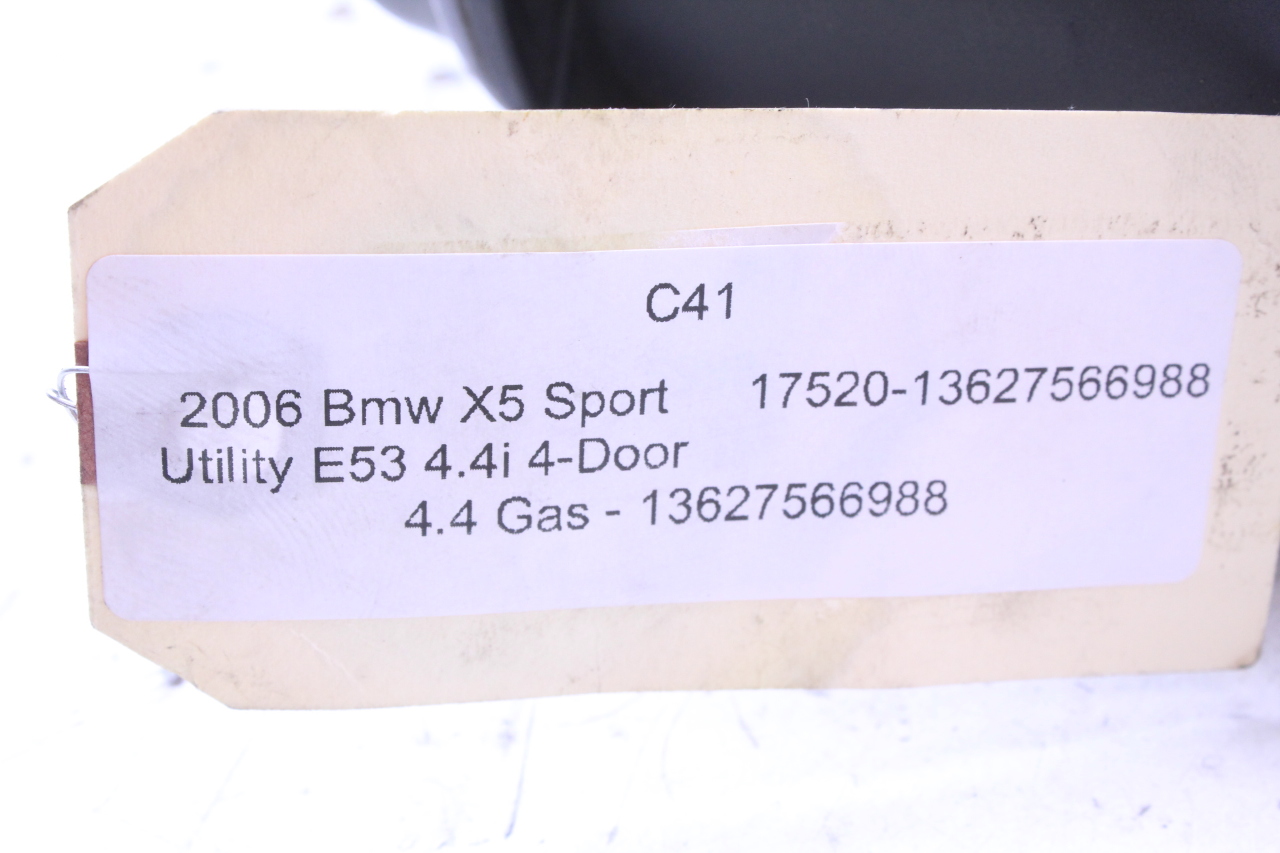 C41
2006 Bmw X5 Sport 17520-13627566988
Utility E53 4.4i 4-Door
4.4 Gas - 13627566988